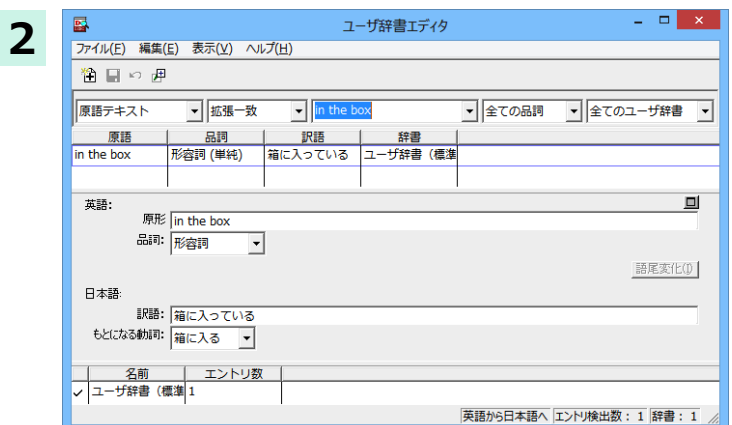 2
ユーザ辞書エディタ
ファイル(F) 編集(E) 表示(V) ヘルプ(H)
原語テキスト 拡張一致 in the box 全ての品詞 全てのユーザ辞書
原語 品詞 訳語 辞書
in the box 形容詞 (単純) 箱に入っている ユーザ辞書（標準
英語:
原形 in the box
品詞: 形容詞
語尾変化(I)
日本語:
訳語: 箱に入っている
もとになる動詞: 箱に入る
名前 エントリ数
✓ ユーザ辞書（標準 1
英語から日本語へ エントリ検出数： 1 辞書： 1